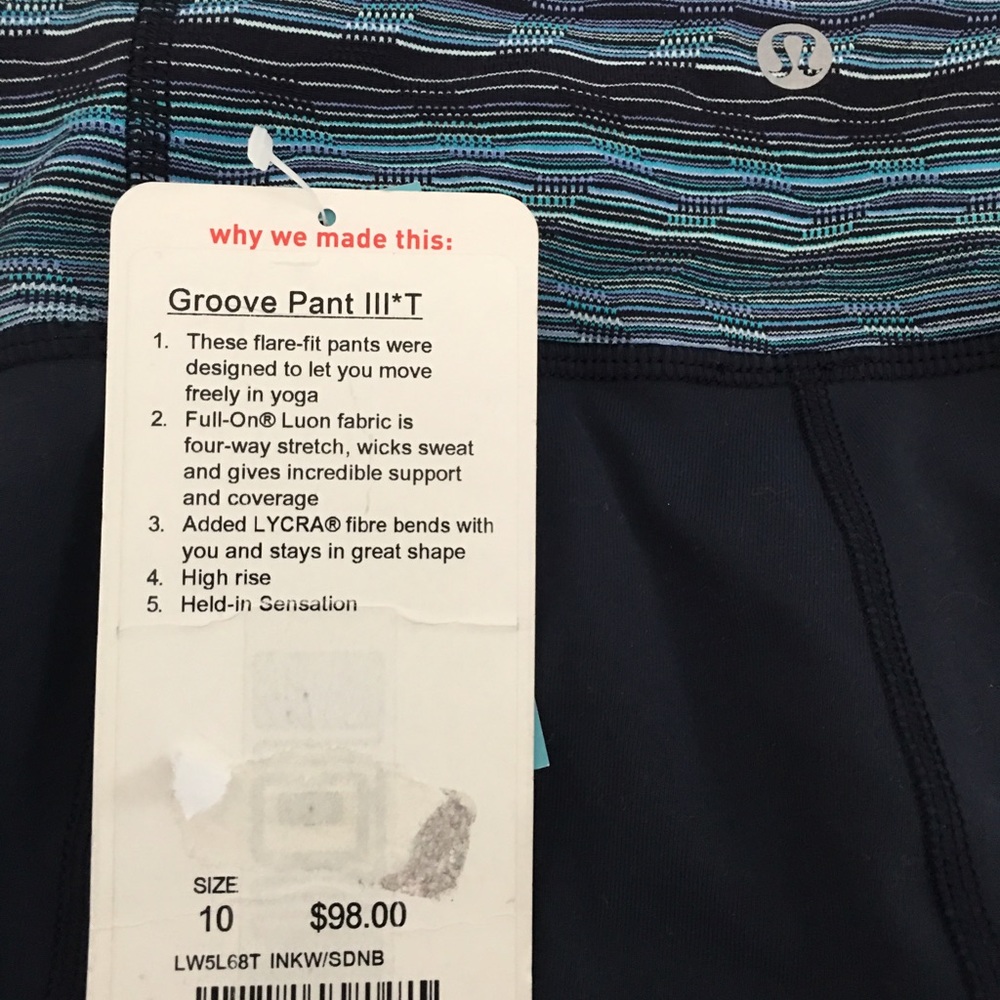 why we made this:
Groove Pant III*T
1. These flare-fit pants were
designed to let you move
freely in yoga
2. Full-On® Luon fabric is
four-way stretch, wicks sweat
and gives incredible support
and coverage
3. Added LYCRA® fibre bends with
you and stays in great shape
4. High rise
5. Held-in Sensation
SIZE
10 $98.00
LW5L68T INKW/SDNB